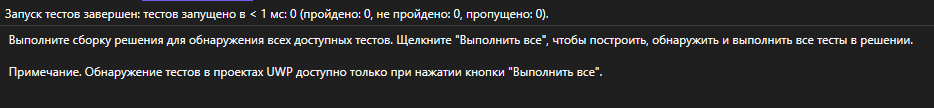 Запуск тестов завершен: тестов запущено в < 1 мс: 0 (пройдено: 0, не пройдено: 0, пропущено: 0).
Выполните сборку решения для обнаружения всех доступных тестов. Щелкните "Выполнить все", чтобы построить, обнаружить и выполнить все тесты в решении.
Примечание. Обнаружение тестов в проектах UWP доступно только при нажатии кнопки "Выполнить все".